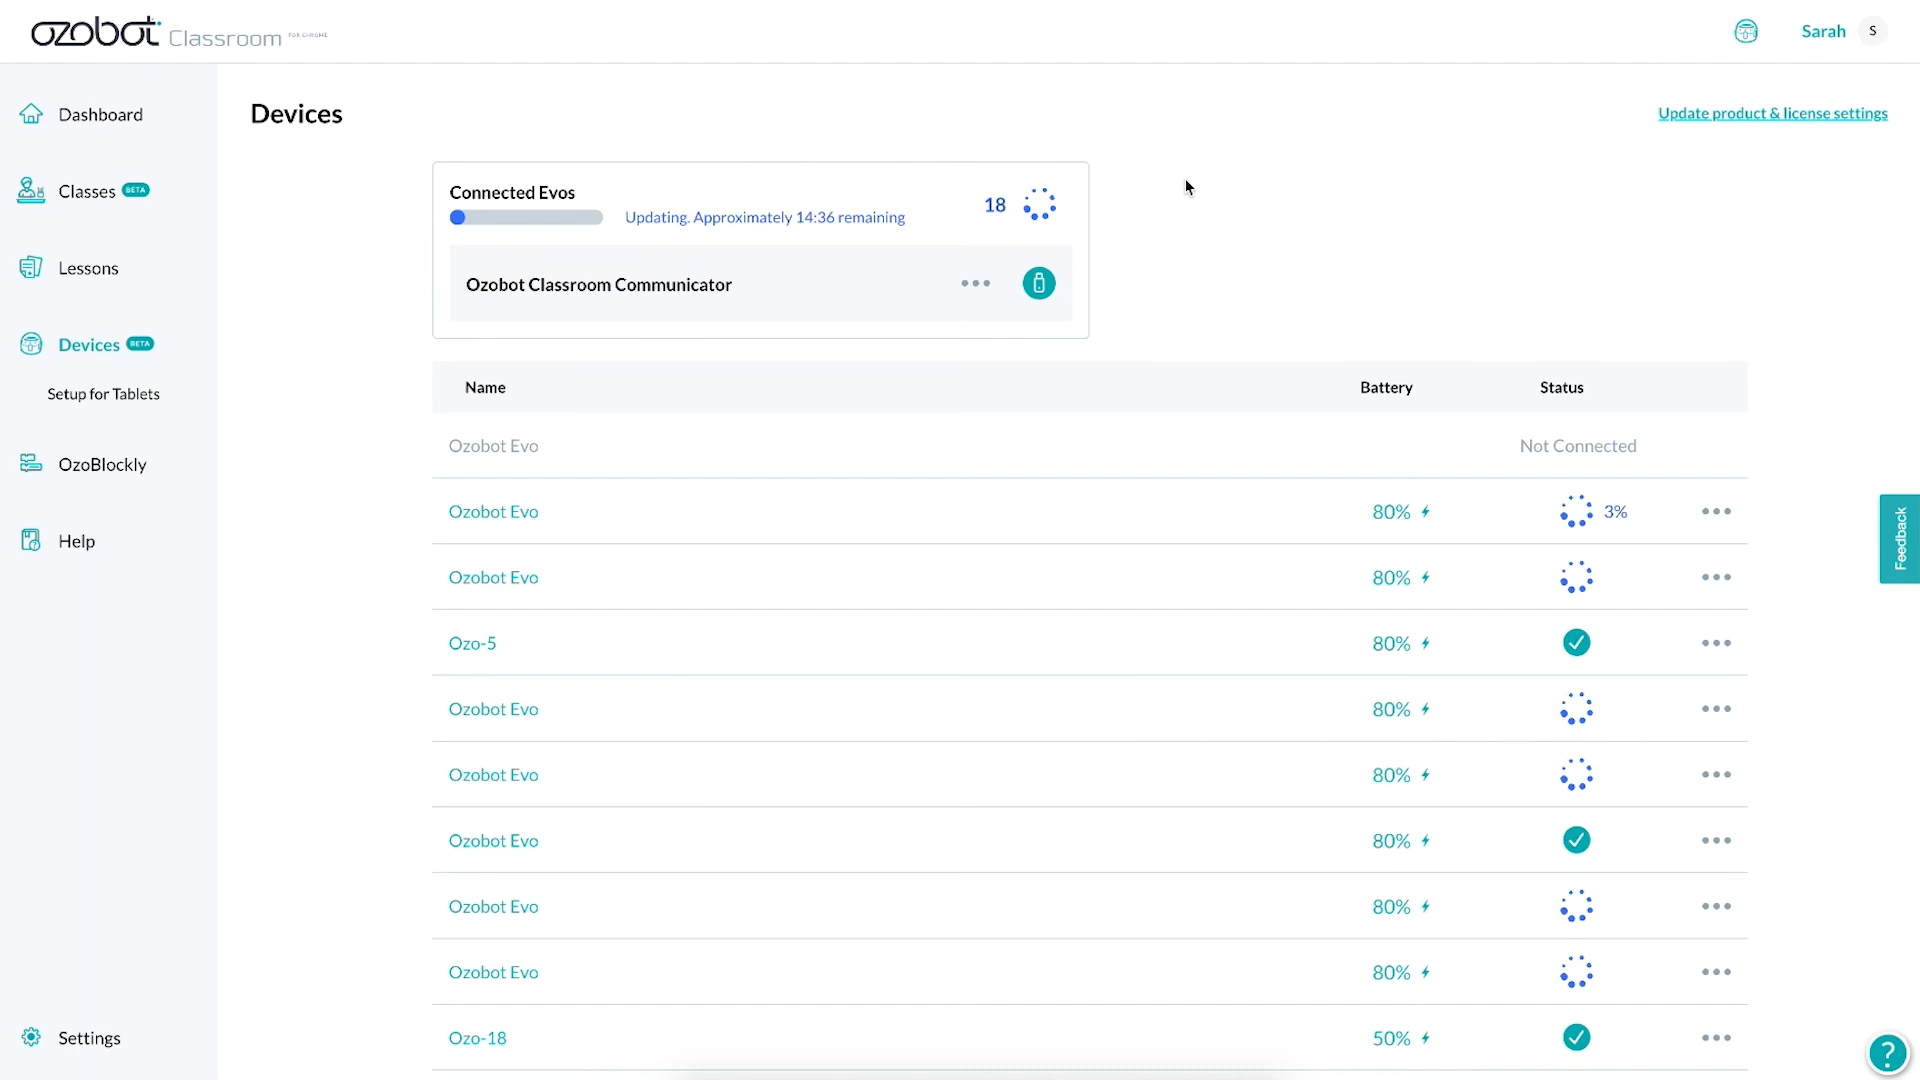 ozobot Classroom FOR CHROME
Sarah S
Dashboard
Classes BETA
Lessons
Devices BETA
Setup for Tablets
OzoBlockly
Help
Settings
Devices
Update product & license settings
Connected Evos
Updating. Approximately 14:36 remaining
18
Ozobot Classroom Communicator
Name Battery Status
Ozobot Evo Not Connected
Ozobot Evo 80% 3%
Ozobot Evo 80%
Ozo-5 80%
Ozobot Evo 80%
Ozobot Evo 80%
Ozobot Evo 80%
Ozobot Evo 80%
Ozobot Evo 80%
Ozo-18 50%
Feedback
?